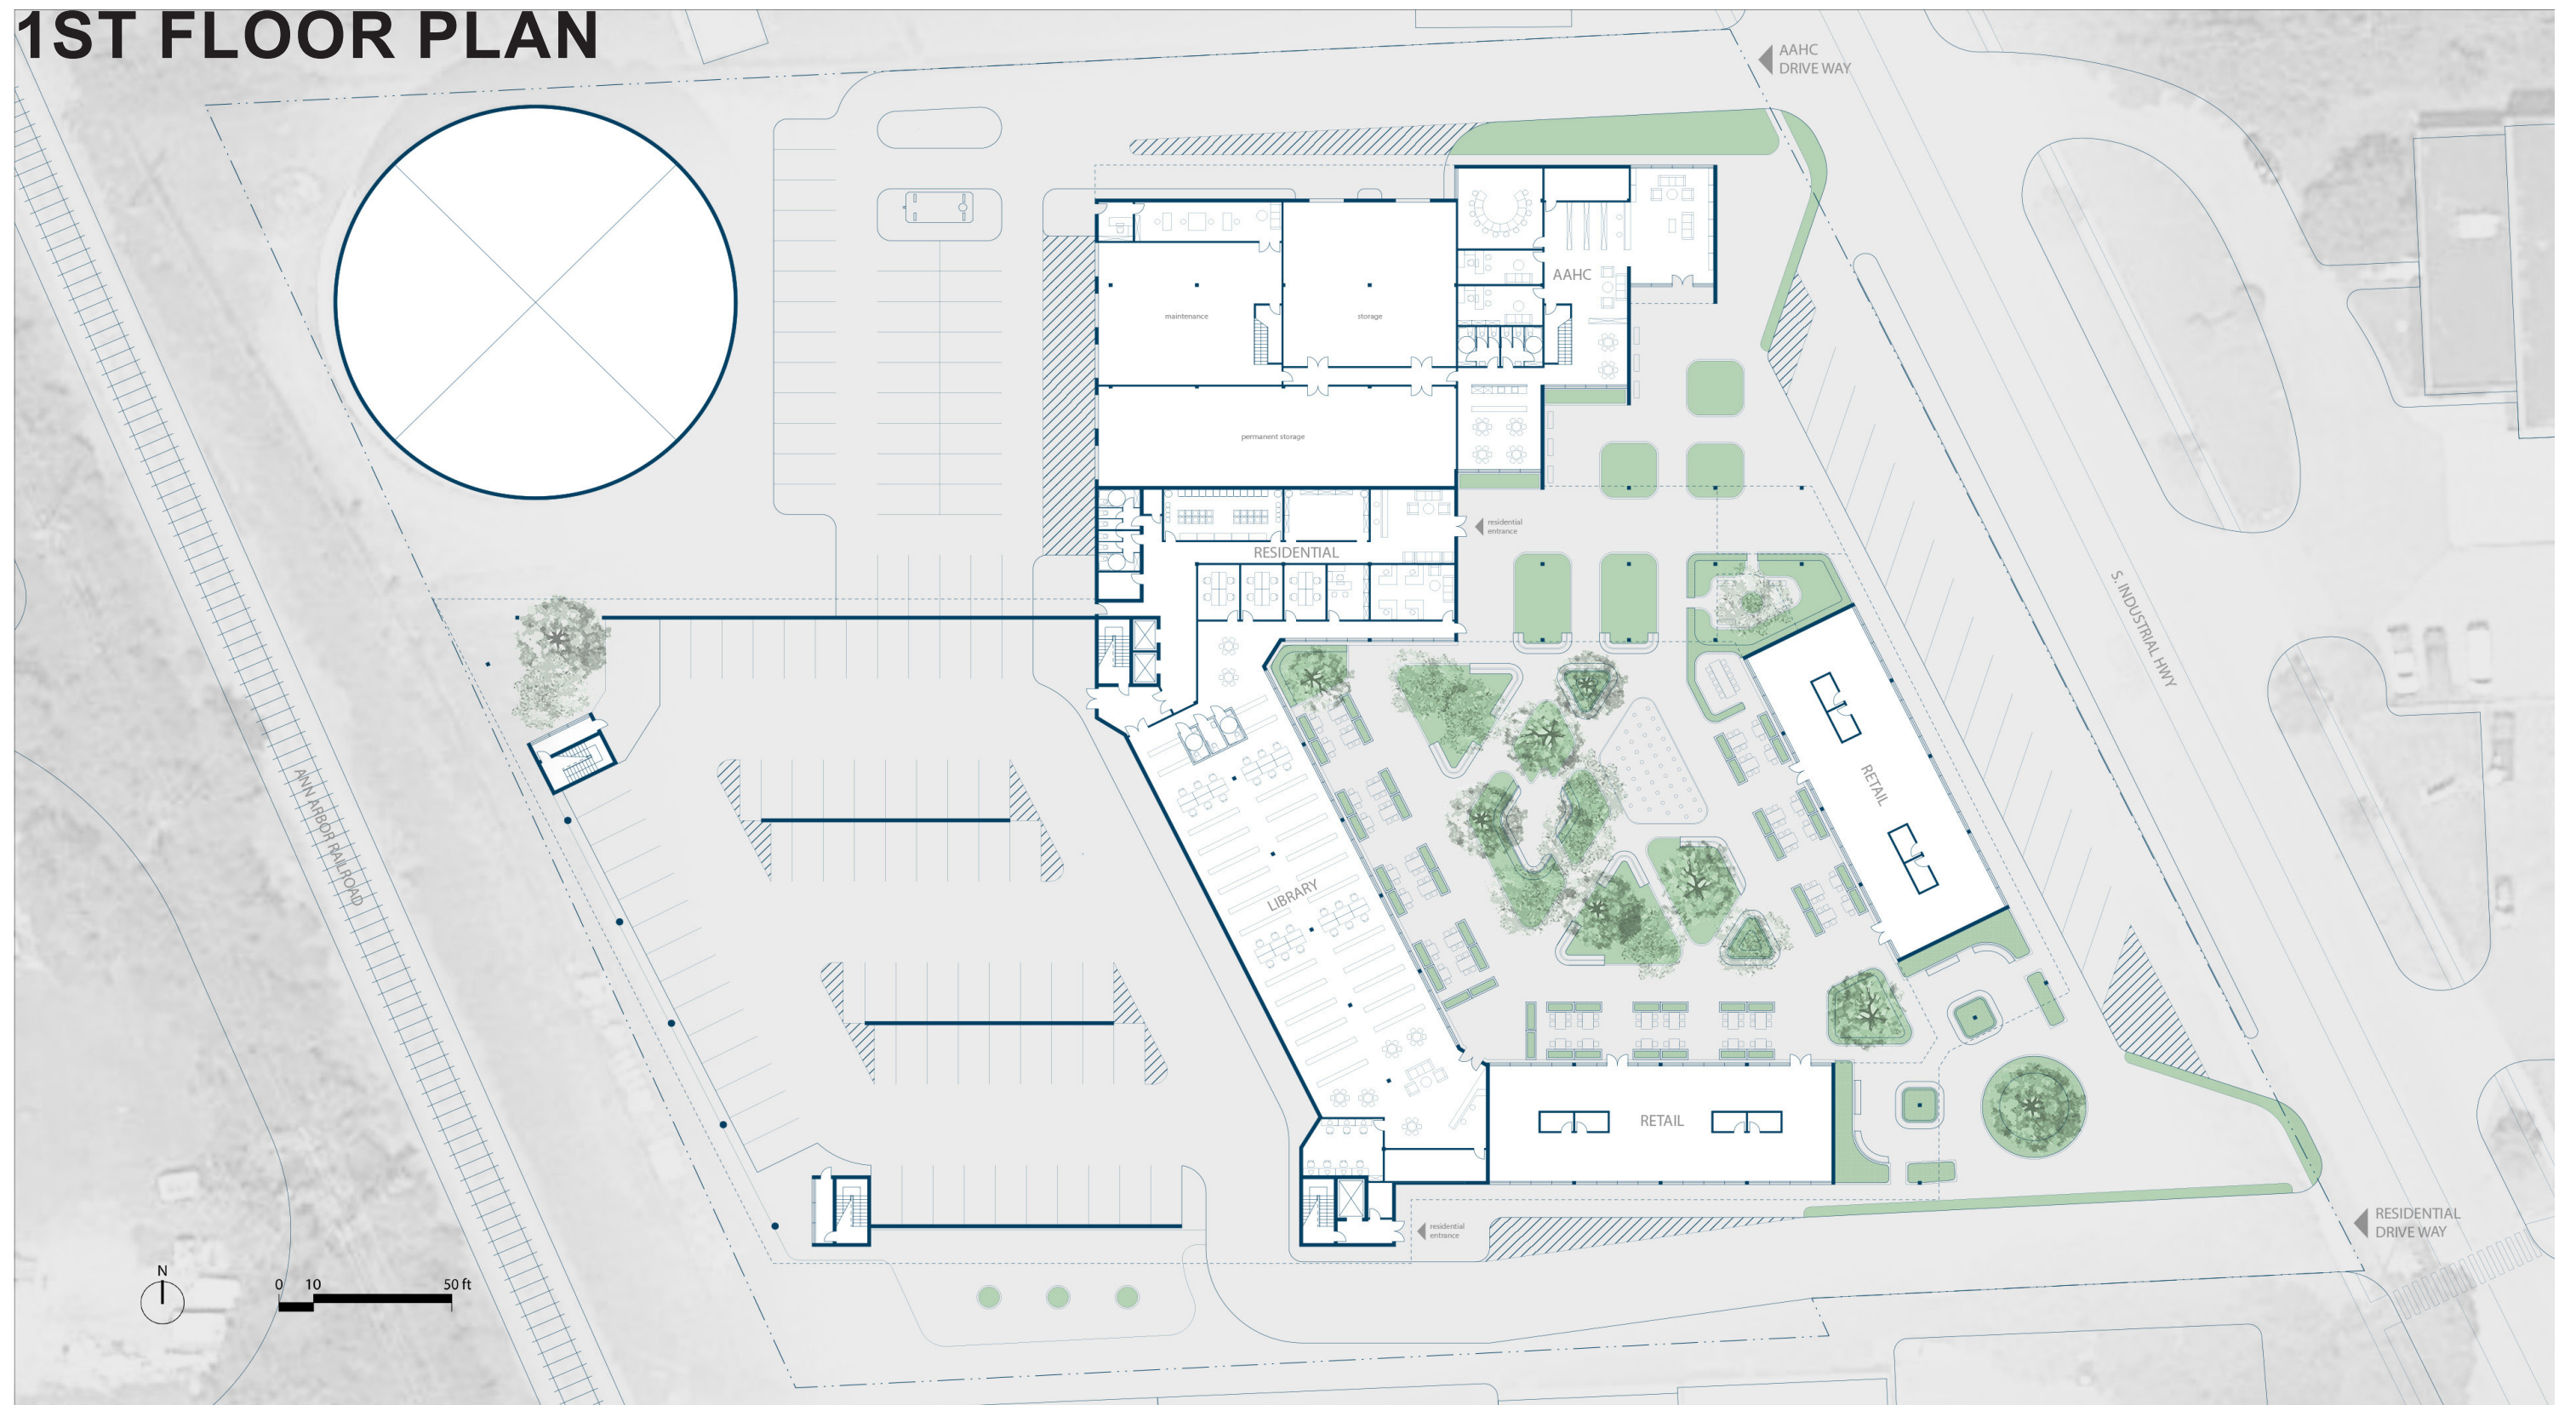 1ST FLOOR PLAN
AAHC
DRIVE WAY
AAHC
maintenance
storage
permanent storage
residential
entrance
RESIDENTIAL
S. INDUSTRIAL HWY
RETAIL
ANN ARBOR RAILROAD
LIBRARY
RETAIL
residential
entrance
RESIDENTIAL
DRIVE WAY
N
0 10 50 ft